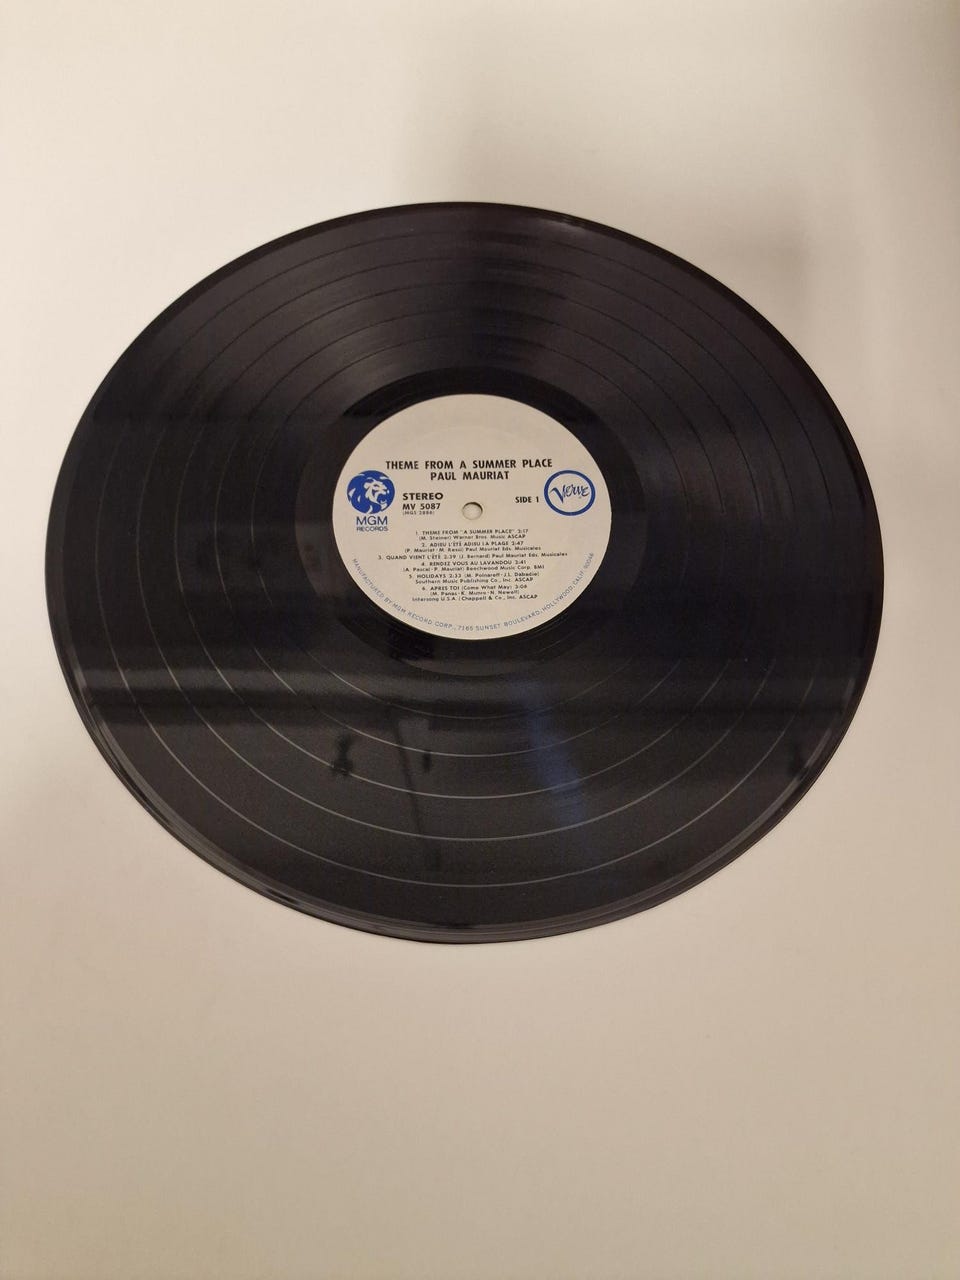 THEME FROM A SUMMER PLACE
PAUL MAURIAT
MGM
RECORDS
STEREO
MV 5087
(MGS 2886)
SIDE 1
Verve
1. THEME FROM "A SUMMER PLACE" 2:17
(M. Steiner) Warner Bros. Music ASCAP
2. ADIEU L'ÉTÉ ADIEU LA PLAGE 2:47
(P. Mauriat - M. Rossi) Paul Mauriat Eds. Musicales
3. QUAND VIENT L'ÉTÉ 2:39 (J. Bernard) Paul Mauriat Eds. Musicales
4. RENDEZ VOUS AU LAVANDOU 2:41
(A. Pascal - P. Mauriat) Beechwood Music Corp. BMI
5. HOLIDAYS 2:33 (M. Polnareff - J.L. Dabadie)
Southern Music Publishing Co., Inc. ASCAP
6. APRES TOI (Come What May) 3:08
(M. Panas - K. Munro - N. Newell)
Intersong U.S.A. (Chappell & Co., Inc. ASCAP
MANUFACTURED BY MGM RECORD CORP., 7165 SUNSET BOULEVARD, HOLLYWOOD, CALIF. 90046